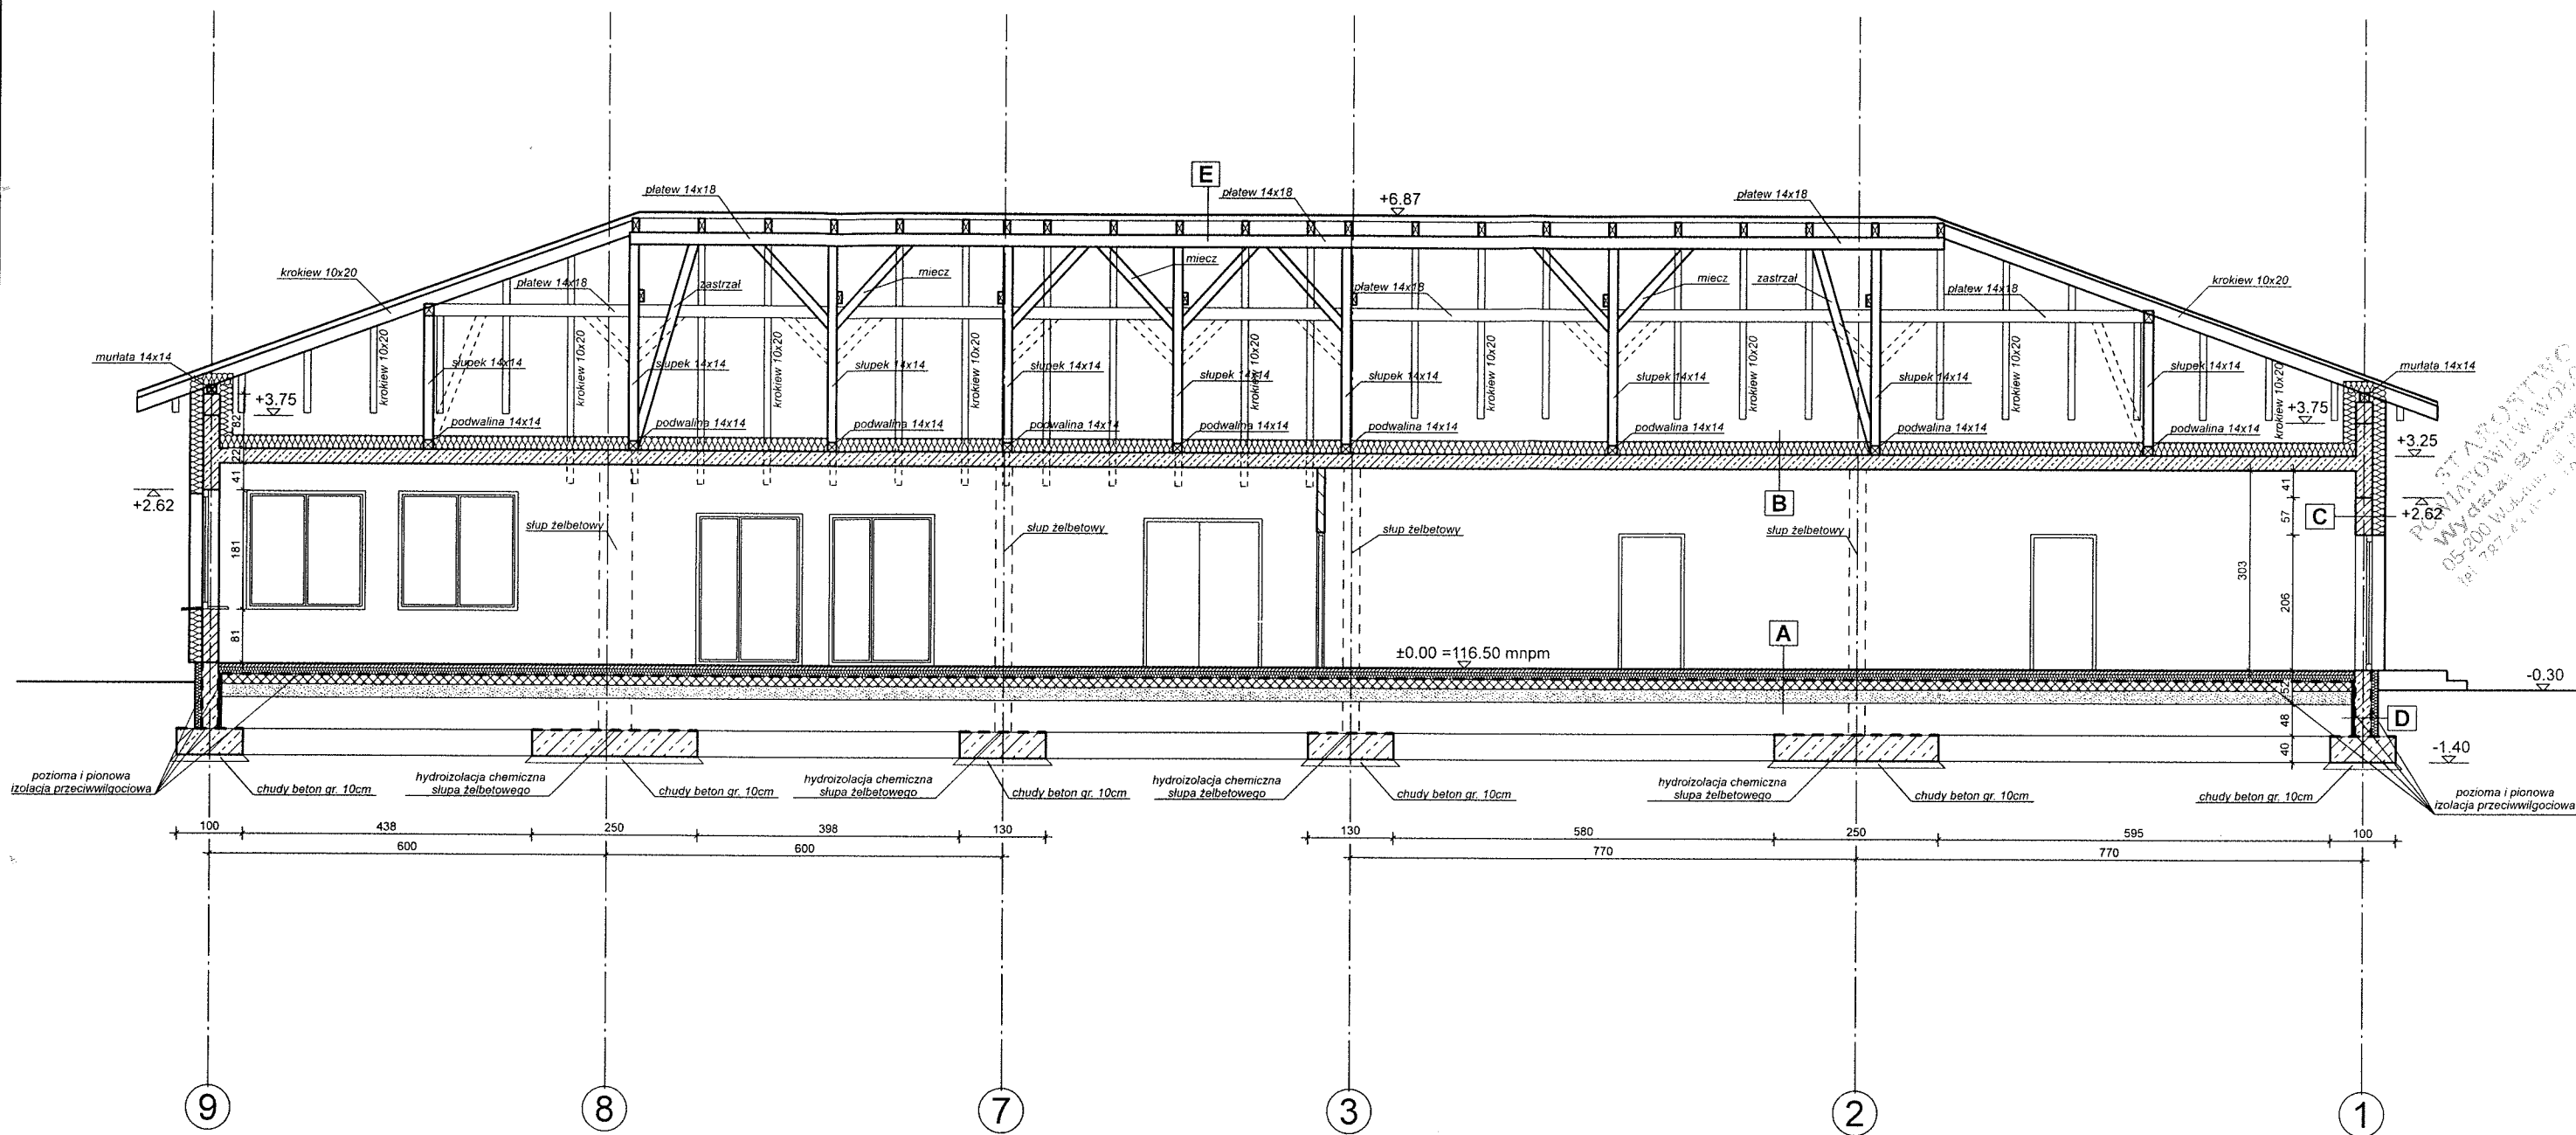 E
płatew 14x18
płatew 14x18
płatew 14x18
+6.87
krokiew 10x20
płatew 14x18
zastrzał
miecz
miecz
płatew 14x18
miecz
zastrzał
płatew 14x18
krokiew 10x20
murłata 14x14
krokiew 10x20
krokiew 10x20
krokiew 10x20
krokiew 10x20
krokiew 10x20
krokiew 10x20
krokiew 10x20
krokiew 10x20
krokiew 10x20
murłata 14x14
słupek 14x14
słupek 14x14
słupek 14x14
słupek 14x14
słupek 14x14
słupek 14x14
słupek 14x14
słupek 14x14
słupek 14x14
+3.75
+3.75
82
podwalina 14x14
podwalina 14x14
podwalina 14x14
podwalina 14x14
podwalina 14x14
podwalina 14x14
podwalina 14x14
podwalina 14x14
podwalina 14x14
+3.25
22
41
+2.62
B
41
C
+2.62
57
STAROSTWO
słup żelbetowy
słup żelbetowy
słup żelbetowy
słup żelbetowy
181
303
206
81
A
±0.00 =116.50 mnpm
-0.30
52
48
D
40
-1.40
pozioma i pionowa
izolacja przeciwwilgociowa
chudy beton gr. 10cm
hydroizolacja chemiczna
słupa żelbetowego
chudy beton gr. 10cm
hydroizolacja chemiczna
słupa żelbetowego
chudy beton gr. 10cm
hydroizolacja chemiczna
słupa żelbetowego
chudy beton gr. 10cm
hydroizolacja chemiczna
słupa żelbetowego
chudy beton gr. 10cm
chudy beton gr. 10cm
pozioma i pionowa
izolacja przeciwwilgociowa
100 438 250 398 130 130 580 250 595 100
600 600 770 770
9 8 7 3 2 1